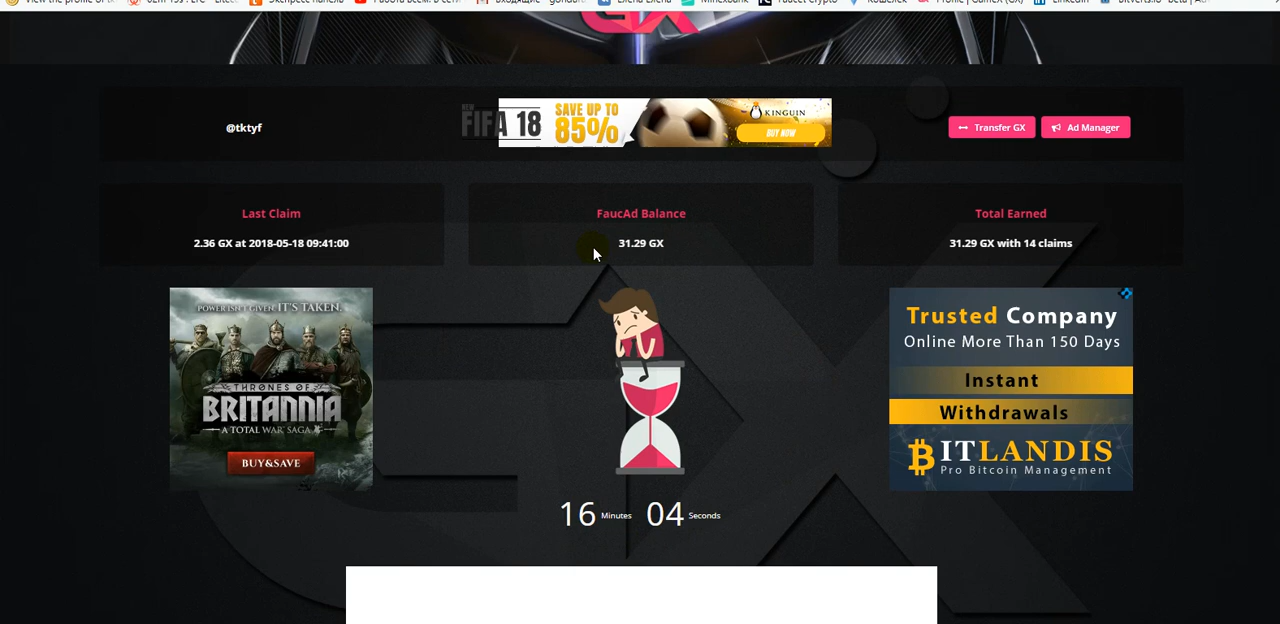 GX
@tktyf
NEW
FIFA 18
SAVE UP TO
85%
KINGUIN
BUY NOW
Transfer GX
Ad Manager
Last Claim
2.36 GX at 2018-05-18 09:41:00
FaucAd Balance
31.29 GX
Total Earned
31.29 GX with 14 claims
POWER ISN'T GIVEN. IT'S TAKEN.
THRONES OF
BRITANNIA
A TOTAL WAR SAGA
BUY&SAVE
Trusted Company
Online More Than 150 Days
Instant
Withdrawals
BITLANDIS
Pro Bitcoin Management
16 Minutes 04 Seconds